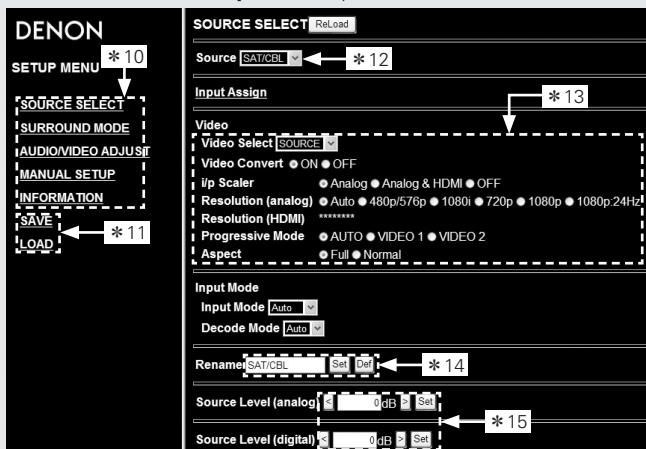 DENON
SETUP MENU
*10
SOURCE SELECT
SURROUND MODE
AUDIO/VIDEO ADJUST
MANUAL SETUP
INFORMATION
SAVE
LOAD
*11
SOURCE SELECT ReLoad
Source SAT/CBL *12
Input Assign
*13
Video
Video Select SOURCE
Video Convert ON OFF
i/p Scaler Analog Analog & HDMI OFF
Resolution (analog) Auto 480p/576p 1080i 720p 1080p 1080p:24Hz
Resolution (HDMI) ********
Progressive Mode AUTO VIDEO 1 VIDEO 2
Aspect Full Normal
Input Mode
Input Mode Auto
Decode Mode Auto
Rename SAT/CBL Set Def *14
Source Level (analog) < 0 dB > Set
*15
Source Level (digital) < 0 dB > Set